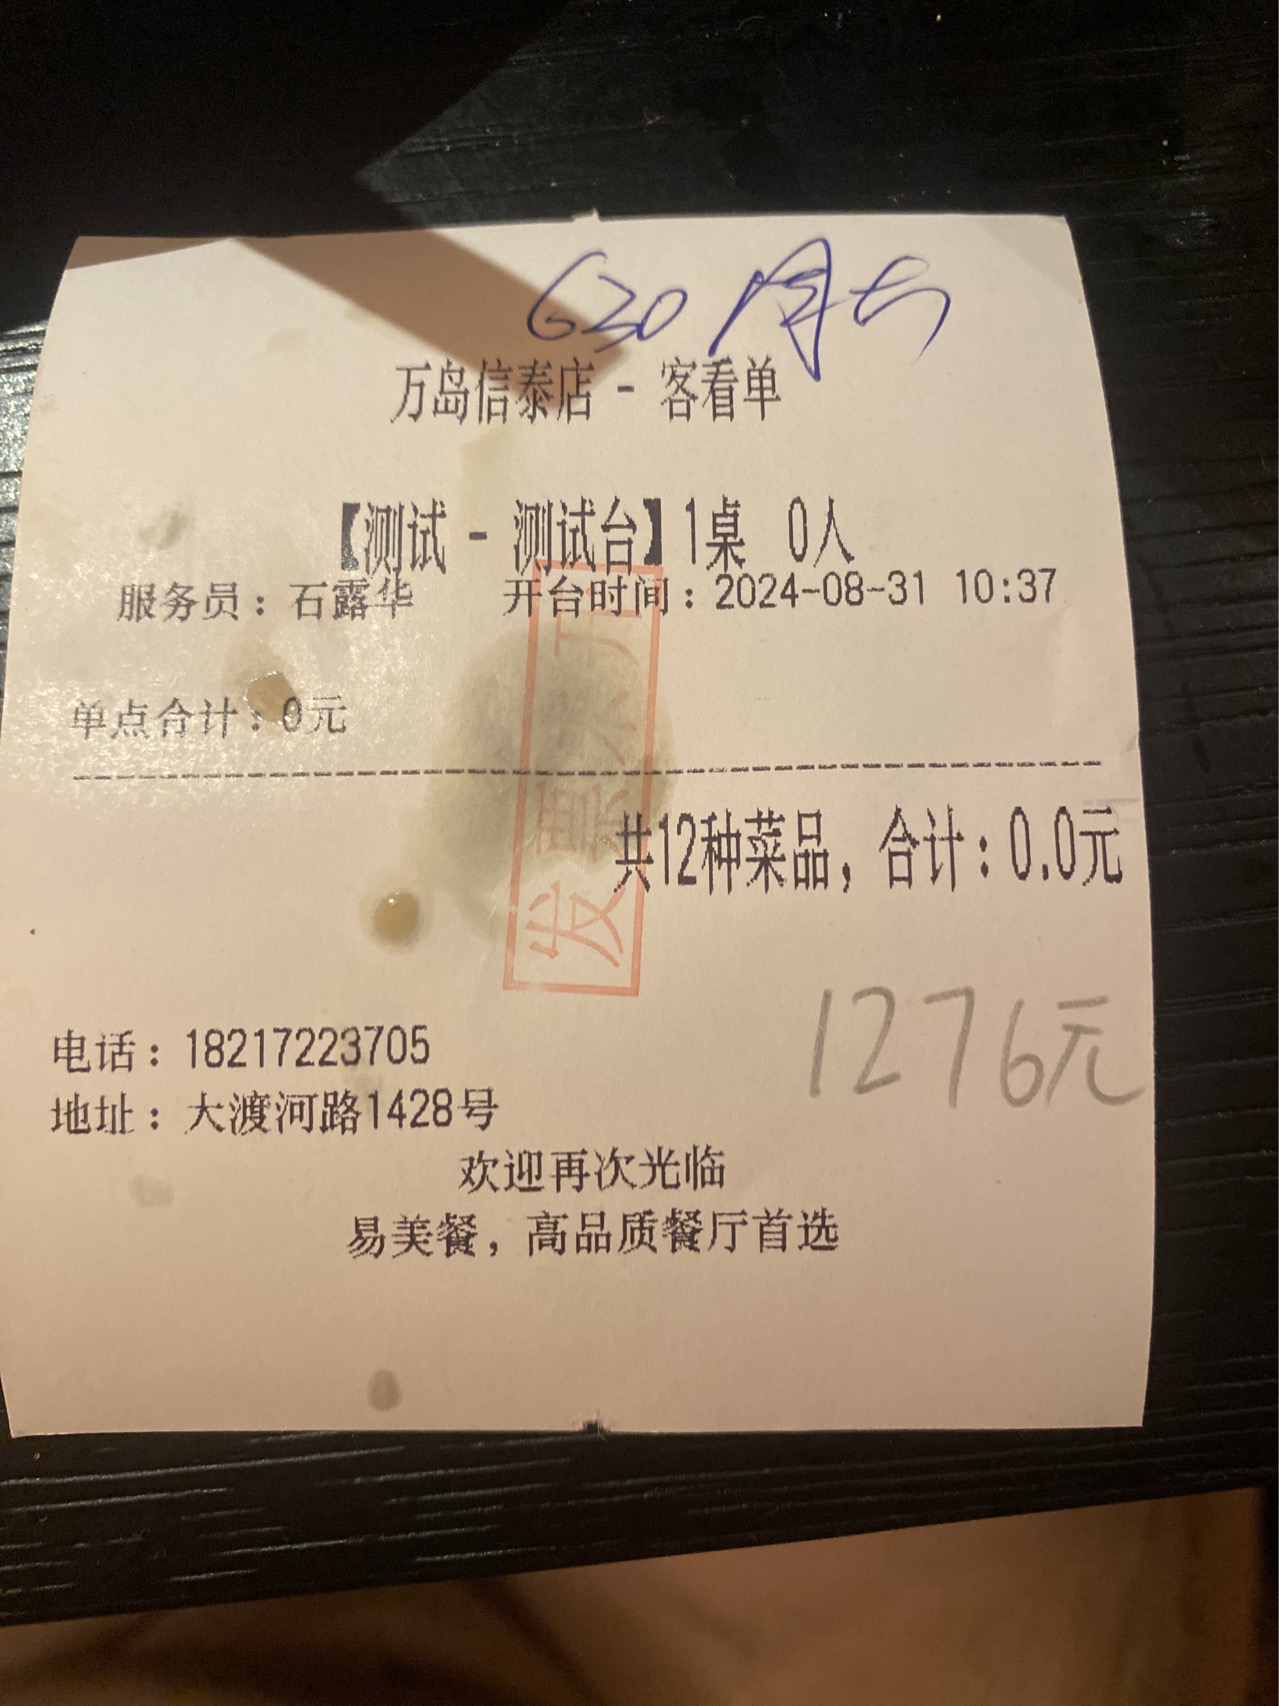 630
万岛信泰店 - 客看单
【测试 - 测试台】1桌 0人
服务员：石露华 开台时间：2024-08-31 10:37
单点合计：0元
共12种菜品，合计：0.0元
发票
1276元
电话：18217223705
地址：大渡河路1428号
欢迎再次光临
易美餐，高品质餐厅首选